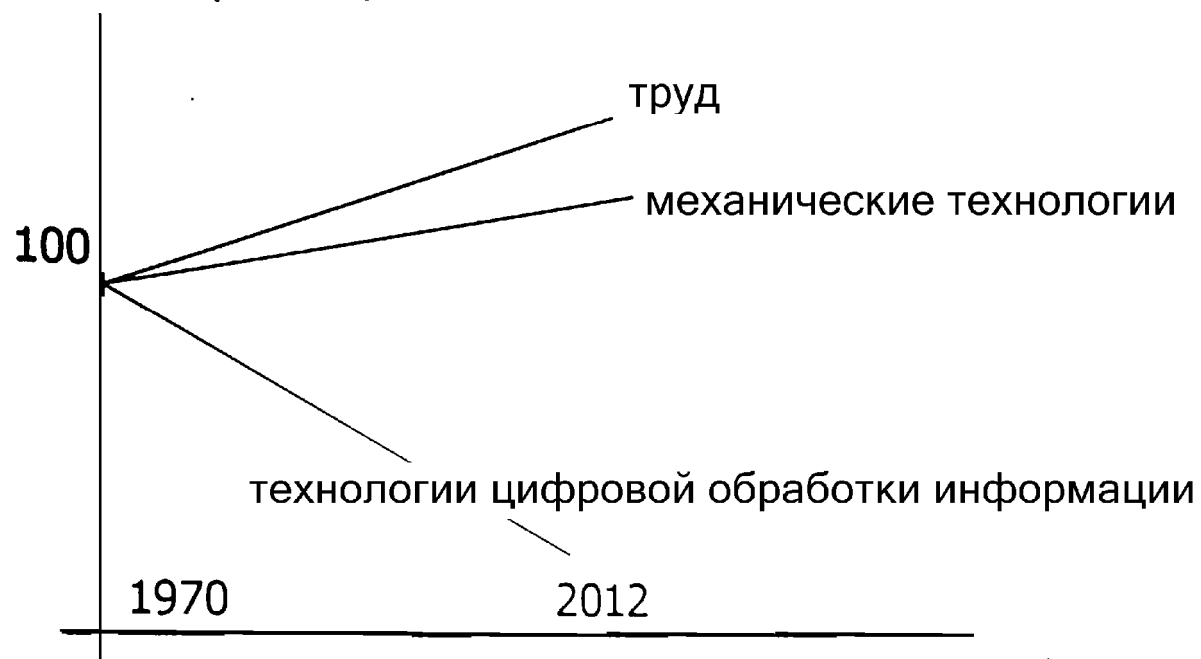 труд
механические технологии
100
технологии цифровой обработки информации
1970
2012